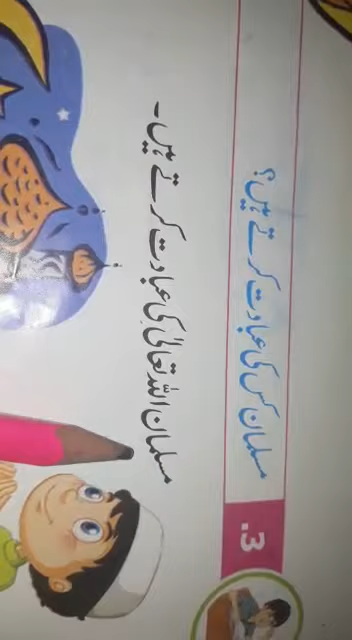 3. مسلمان کس کی عبادت کرتے ہیں؟
مسلمان اللہ تعالیٰ کی عبادت کرتے ہیں۔